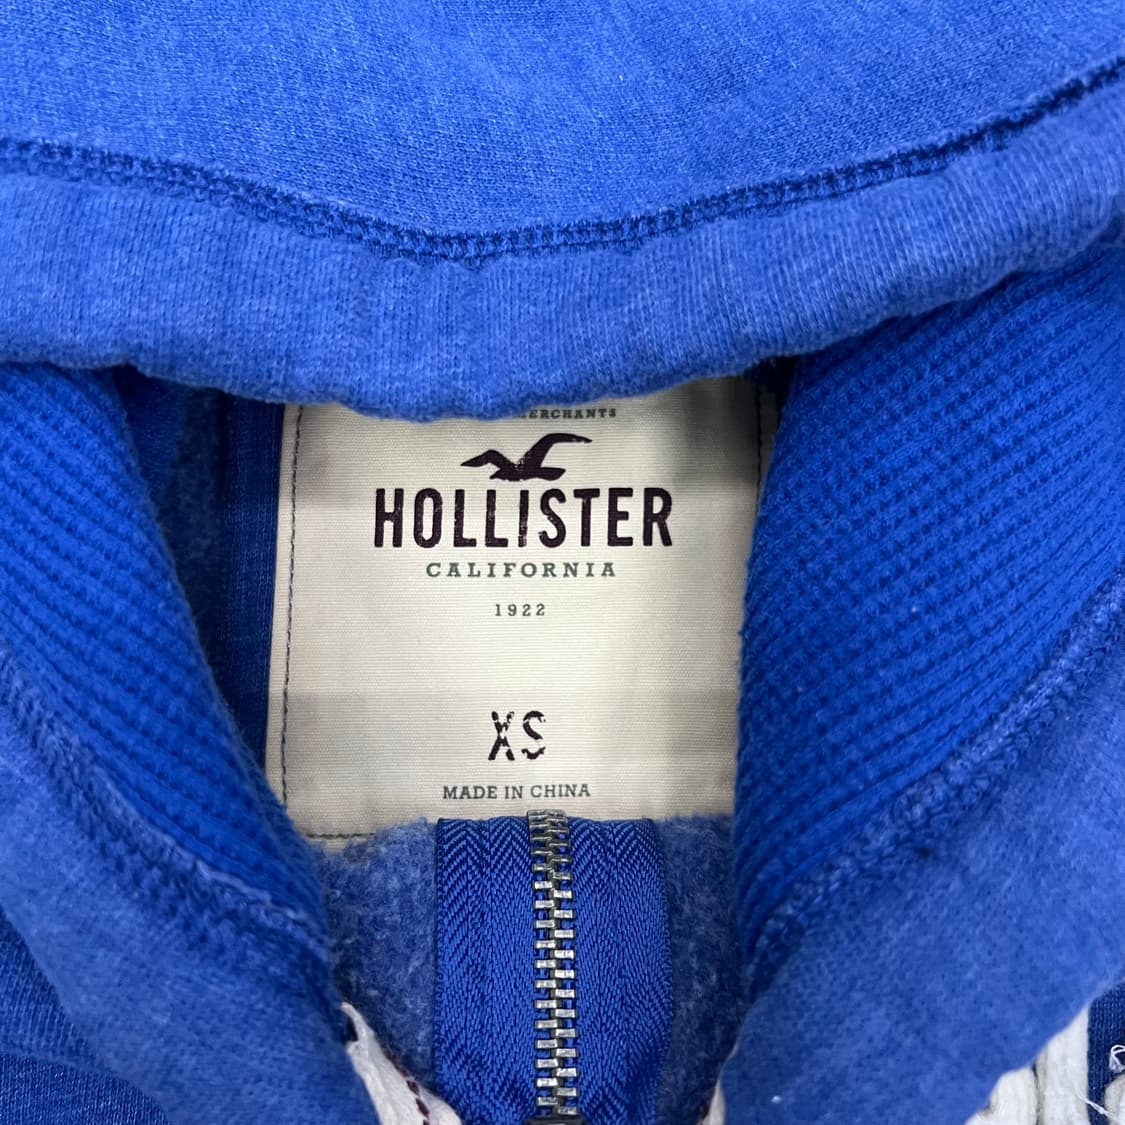 HOLLISTER
CALIFORNIA
1922
XS
MADE IN CHINA